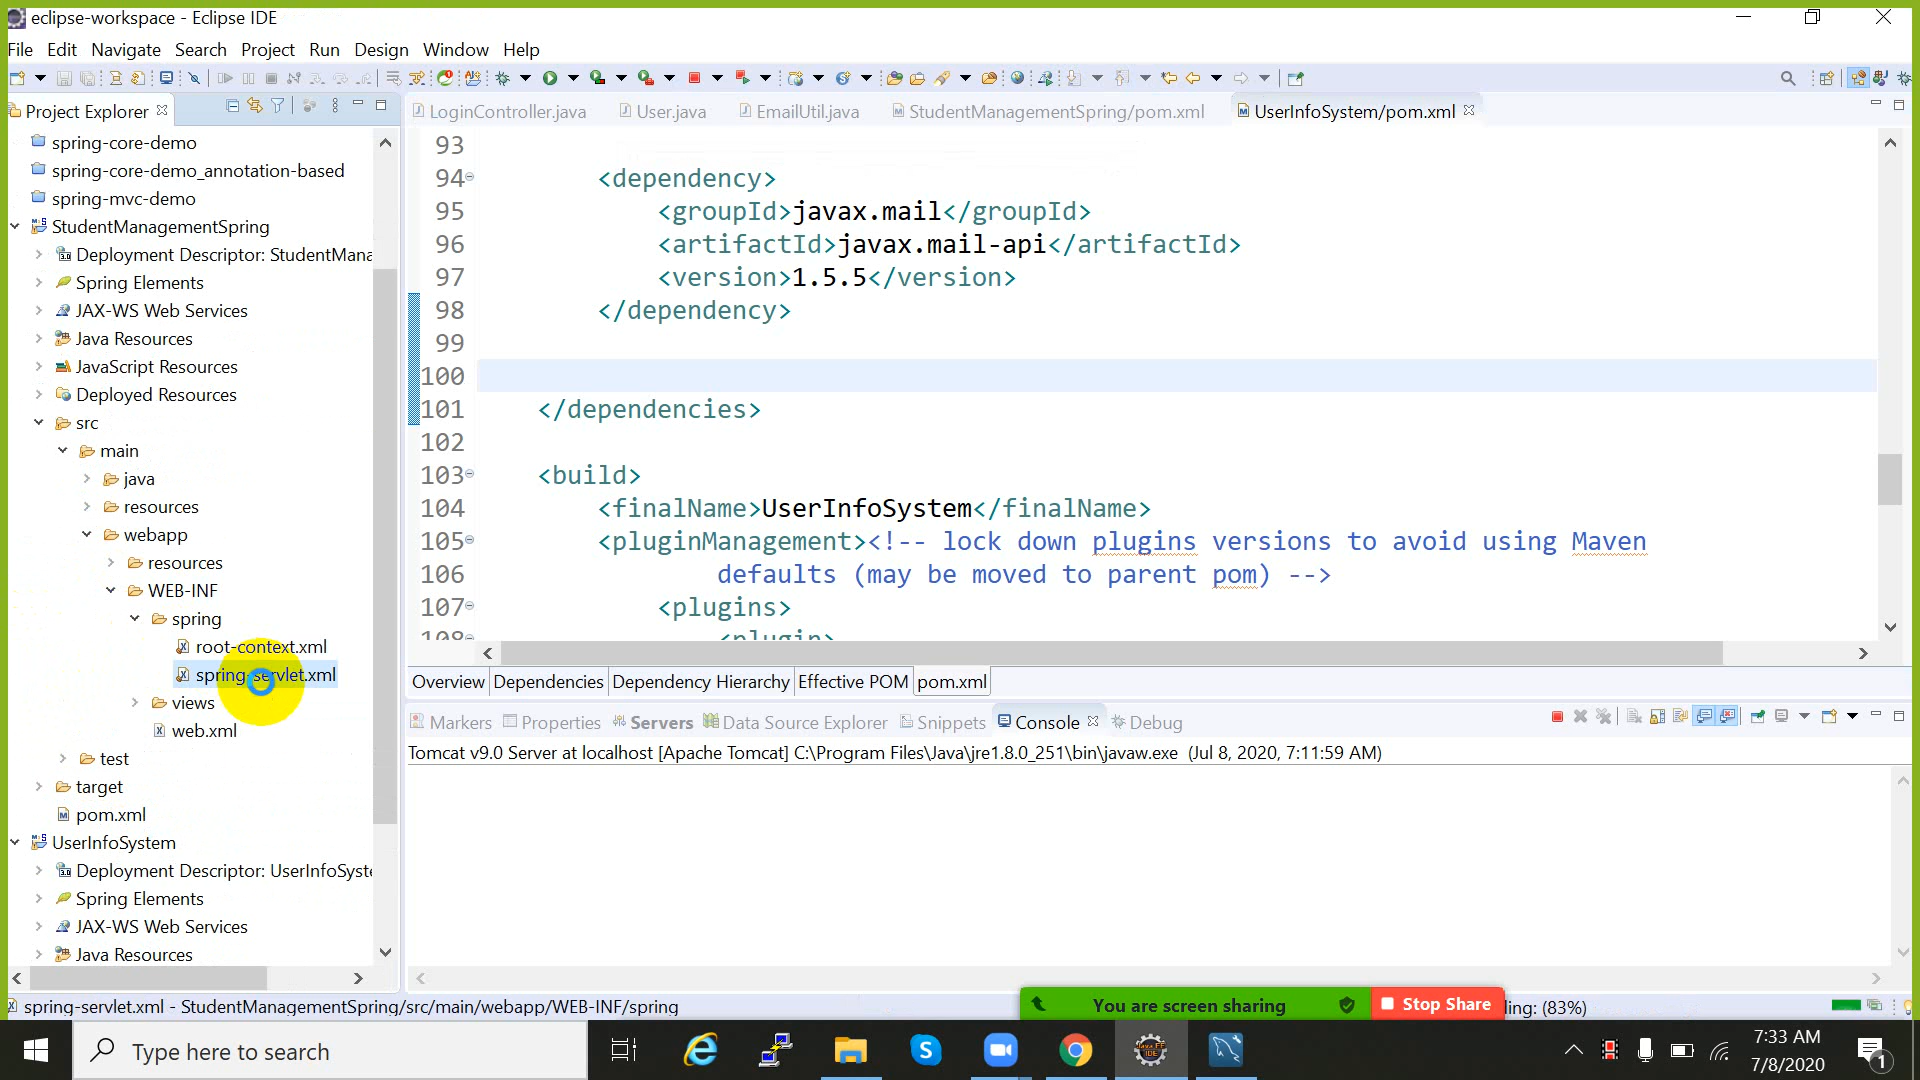 eclipse-workspace - Eclipse IDE
File Edit Navigate Search Project Run Design Window Help
Project Explorer
LoginController.java User.java EmailUtil.java StudentManagementSpring/pom.xml UserInfoSystem/pom.xml
spring-core-demo
spring-core-demo_annotation-based
spring-mvc-demo
StudentManagementSpring
Deployment Descriptor: StudentMana
Spring Elements
JAX-WS Web Services
Java Resources
JavaScript Resources
Deployed Resources
src
main
java
resources
webapp
resources
WEB-INF
spring
root-context.xml
spring-servlet.xml
views
web.xml
test
target
pom.xml
UserInfoSystem
Deployment Descriptor: UserInfoSyste
Spring Elements
JAX-WS Web Services
Java Resources
93
94 <dependency>
95 <groupId>javax.mail</groupId>
96 <artifactId>javax.mail-api</artifactId>
97 <version>1.5.5</version>
98 </dependency>
99
100
101 </dependencies>
102
103 <build>
104 <finalName>UserInfoSystem</finalName>
105 <pluginManagement><!-- lock down plugins versions to avoid using Maven
106 defaults (may be moved to parent pom) -->
107 <plugins>
108 <plugin>
Overview Dependencies Dependency Hierarchy Effective POM pom.xml
Markers Properties Servers Data Source Explorer Snippets Console Debug
Tomcat v9.0 Server at localhost [Apache Tomcat] C:\Program Files\Java\jre1.8.0_251\bin\javaw.exe (Jul 8, 2020, 7:11:59 AM)
spring-servlet.xml - StudentManagementSpring/src/main/webapp/WEB-INF/spring
You are screen sharing Stop Share
ling: (83%)
Type here to search
7:33 AM
7/8/2020
1